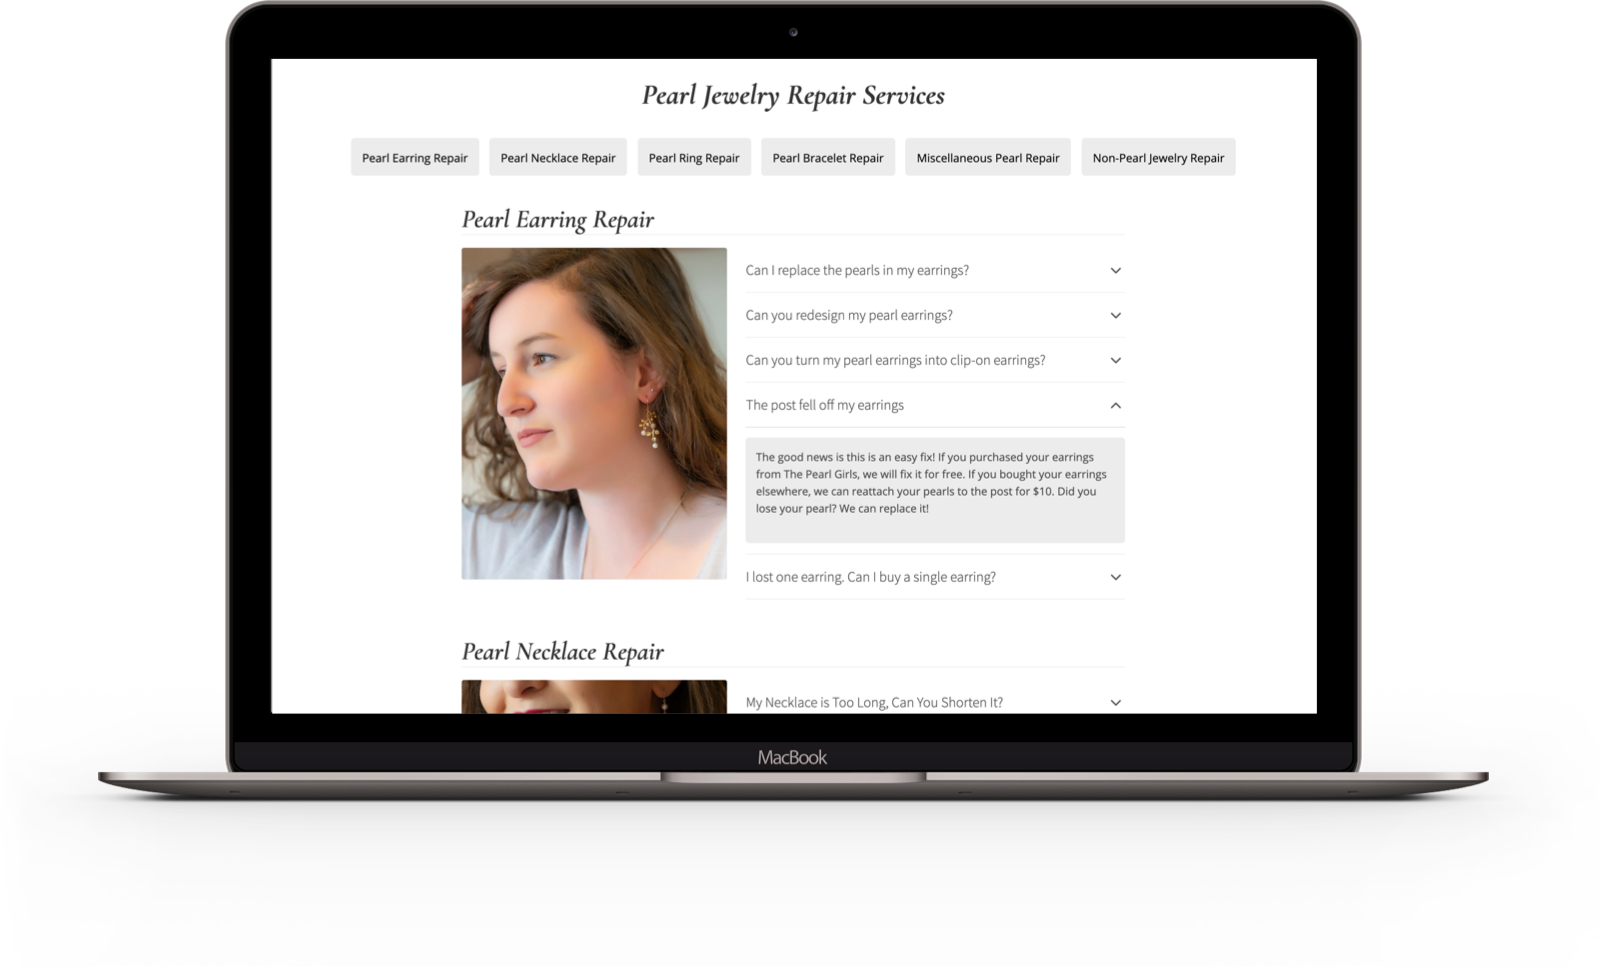 Pearl Jewelry Repair Services
Pearl Earring Repair
Pearl Necklace Repair
Pearl Ring Repair
Pearl Bracelet Repair
Miscellaneous Pearl Repair
Non-Pearl Jewelry Repair
Pearl Earring Repair
Can I replace the pearls in my earrings?
Can you redesign my pearl earrings?
Can you turn my pearl earrings into clip-on earrings?
The post fell off my earrings
The good news is this is an easy fix! If you purchased your earrings
from The Pearl Girls, we will fix it for free. If you bought your earrings
elsewhere, we can reattach your pearls to the post for $10. Did you
lose your pearl? We can replace it!
I lost one earring. Can I buy a single earring?
Pearl Necklace Repair
My Necklace is Too Long, Can You Shorten It?
MacBook